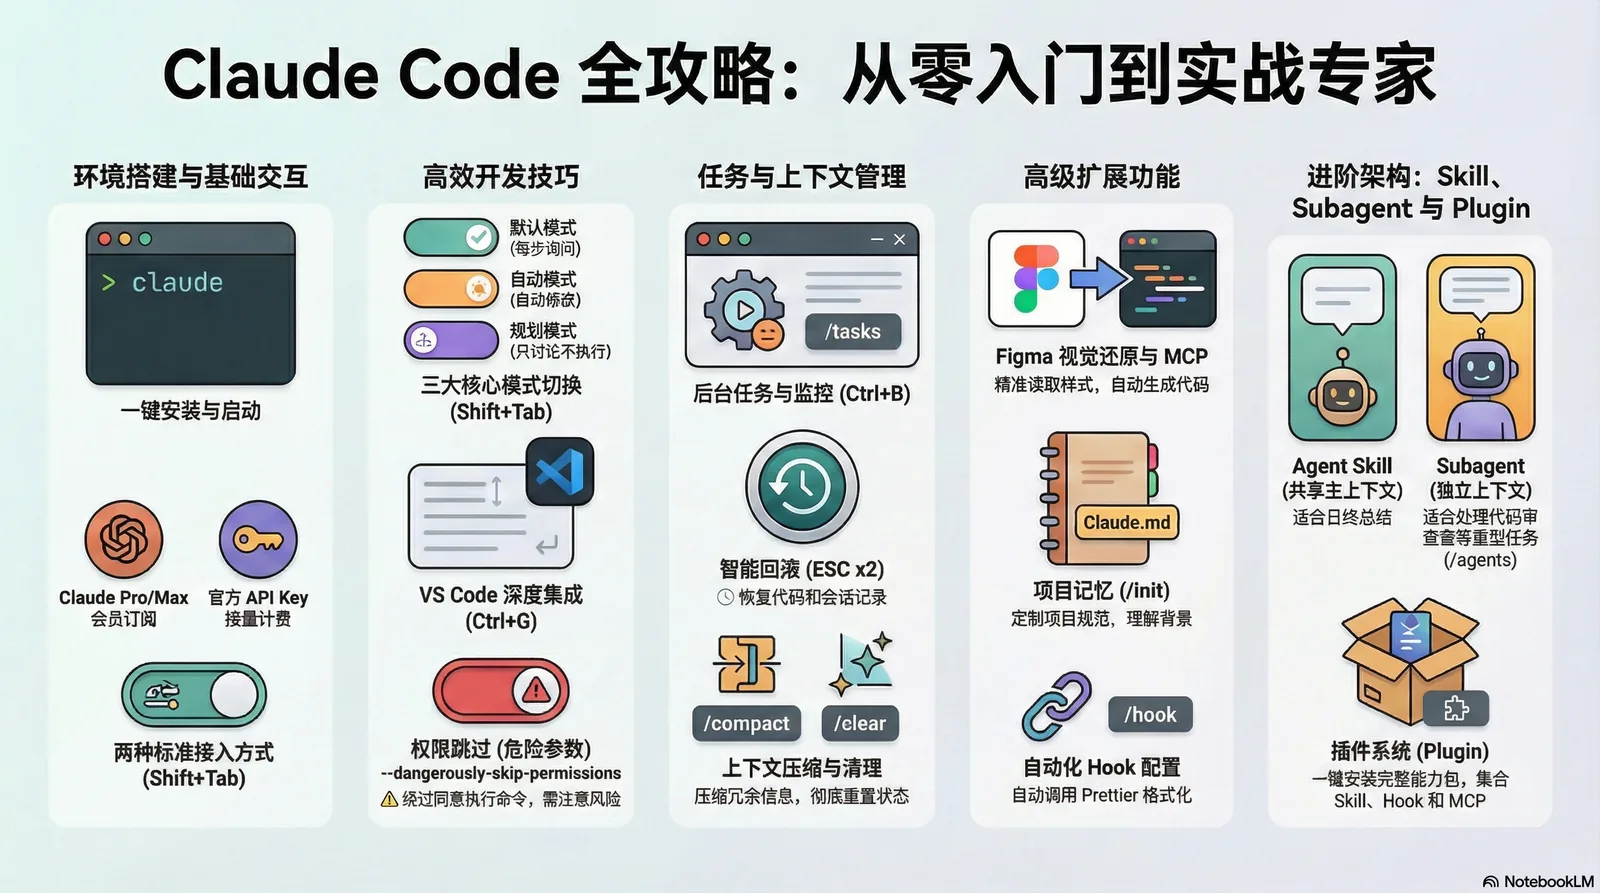 Claude Code 全攻略：从零入门到实战专家
环境搭建与基础交互
> claude
一键安装与启动
Claude Pro/Max
会员订阅
官方 API Key
接量计费
两种标准接入方式
(Shift+Tab)
高效开发技巧
默认模式
(每步询问)
自动模式
(自动修改)
规划模式
(只讨论不执行)
三大核心模式切换
(Shift+Tab)
VS Code 深度集成
(Ctrl+G)
权限跳过 (危险参数)
--dangerously-skip-permissions
绕过同意执行命令，需注意风险
任务与上下文管理
/tasks
后台任务与监控 (Ctrl+B)
智能回液 (ESC x2)
恢复代码和会话记录
/compact
/clear
上下文压缩与清理
压缩冗余信息，彻底重置状态
高级扩展功能
Figma 视觉还原与 MCP
精准读取样式，自动生成代码
Claude.md
项目记忆 (/init)
定制项目规范，理解背景
/hook
自动化 Hook 配置
自动调用 Prettier 格式化
进阶架构：Skill、
Subagent 与 Plugin
Agent Skill
(共享主上下文)
适合日终总结
Subagent
(独立上下文)
适合处理代码审
查等重型任务
(/agents)
插件系统 (Plugin)
一键安装完整能力包，集合
Skill、Hook 和 MCP
NotebookLM